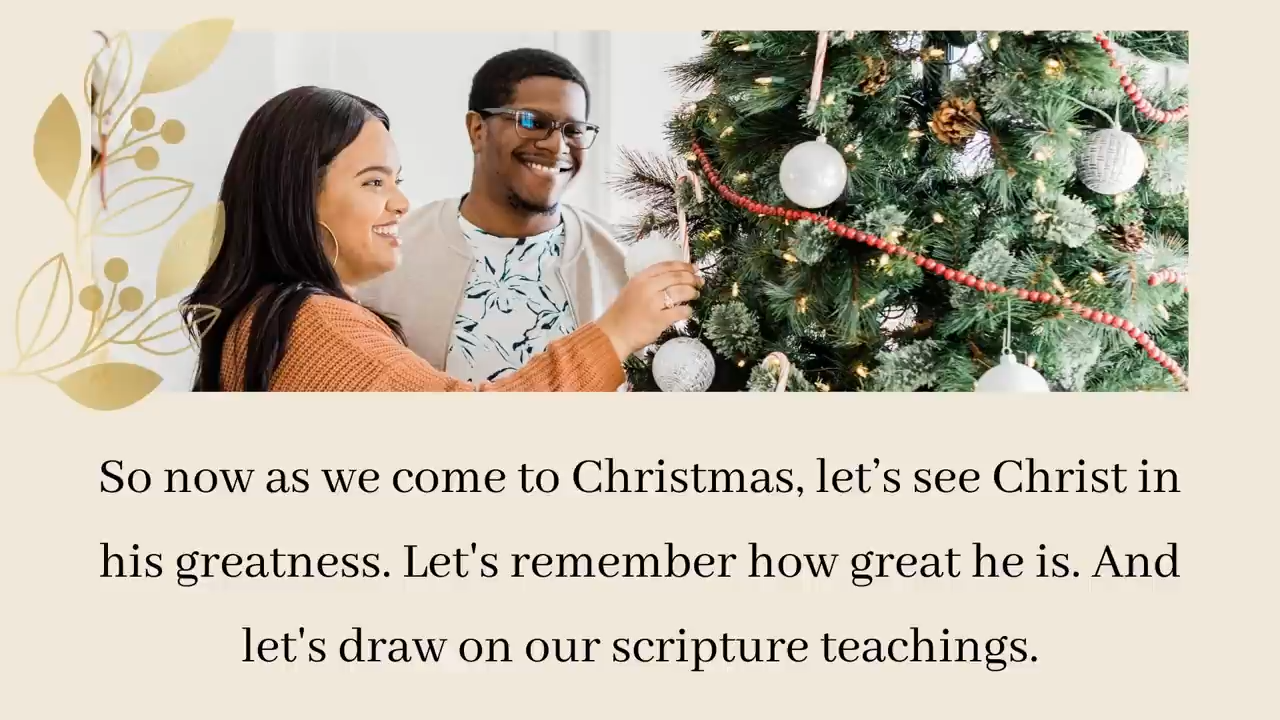 So now as we come to Christmas, let’s see Christ in
his greatness. Let's remember how great he is. And
let's draw on our scripture teachings.